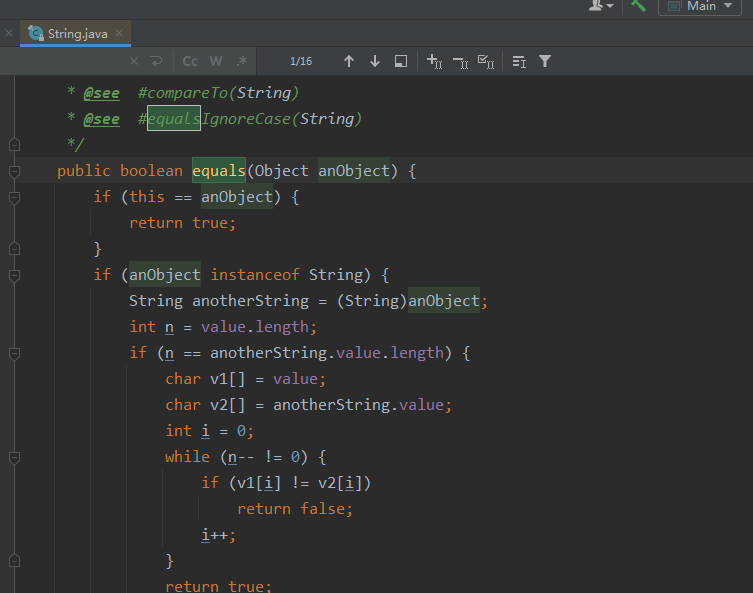 Main
String.java
Cc W .* 1/16
* @see #compareTo(String)
* @see #equalsIgnoreCase(String)
*/
public boolean equals(Object anObject) {
if (this == anObject) {
return true;
}
if (anObject instanceof String) {
String anotherString = (String)anObject;
int n = value.length;
if (n == anotherString.value.length) {
char v1[] = value;
char v2[] = anotherString.value;
int i = 0;
while (n-- != 0) {
if (v1[i] != v2[i])
return false;
i++;
}
return true;